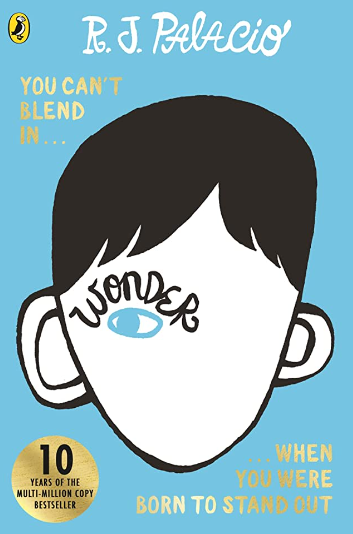 R. J. PALACIO
YOU CAN'T
BLEND
IN...
WONDER
10
YEARS OF THE
MULTI-MILLION COPY
BESTSELLER
...WHEN
YOU WERE
BORN TO STAND OUT